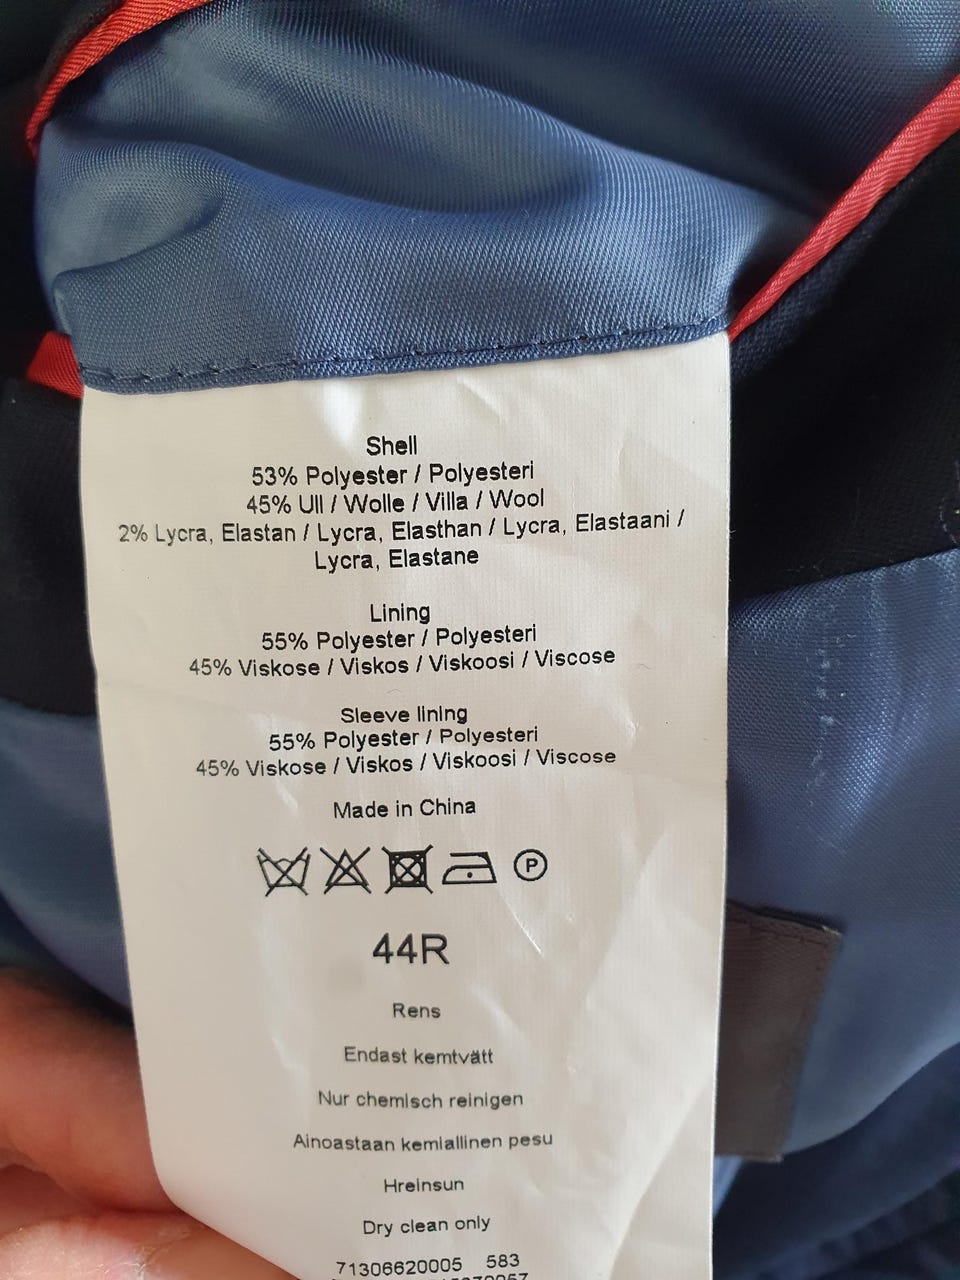 Shell
53% Polyester / Polyesteri
45% Ull / Wolle / Villa / Wool
2% Lycra, Elastan / Lycra, Elasthan / Lycra, Elastaani /
Lycra, Elastane
Lining
55% Polyester / Polyesteri
45% Viskose / Viskos / Viskoosi / Viscose
Sleeve lining
55% Polyester / Polyesteri
45% Viskose / Viskos / Viskoosi / Viscose
Made in China
P
44R
Rens
Endast kemtvätt
Nur chemisch reinigen
Ainoastaan kemiallinen pesu
Hreinsun
Dry clean only
71306620005 583